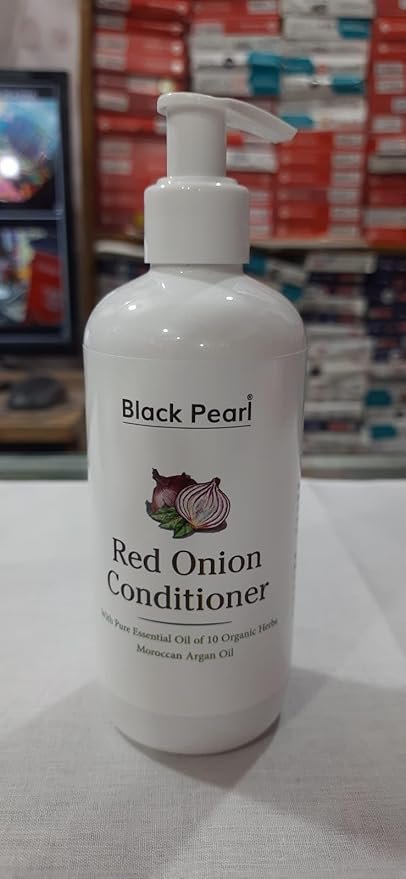 Black Pearl®
Red Onion
Conditioner
With Pure Essential Oil of 10 Organic Herbs
Moroccan Argan Oil